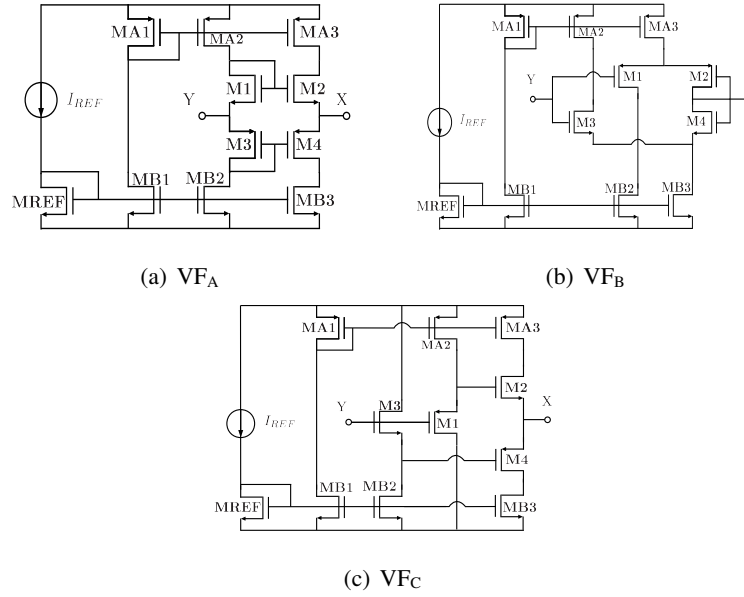 MA1
MA2
MA3
M1
M2
Y
X
I_REF
M3
M4
MB1
MB2
MREF
MB3
(a) VF_A
MA1
MA2
MA3
M1
M2
Y
M3
M4
I_REF
MB1
MB2
MB3
MREF
(b) VF_B
MA1
MA2
MA3
M2
Y
M3
M1
X
I_REF
M4
MB1
MB2
MREF
MB3
(c) VF_C